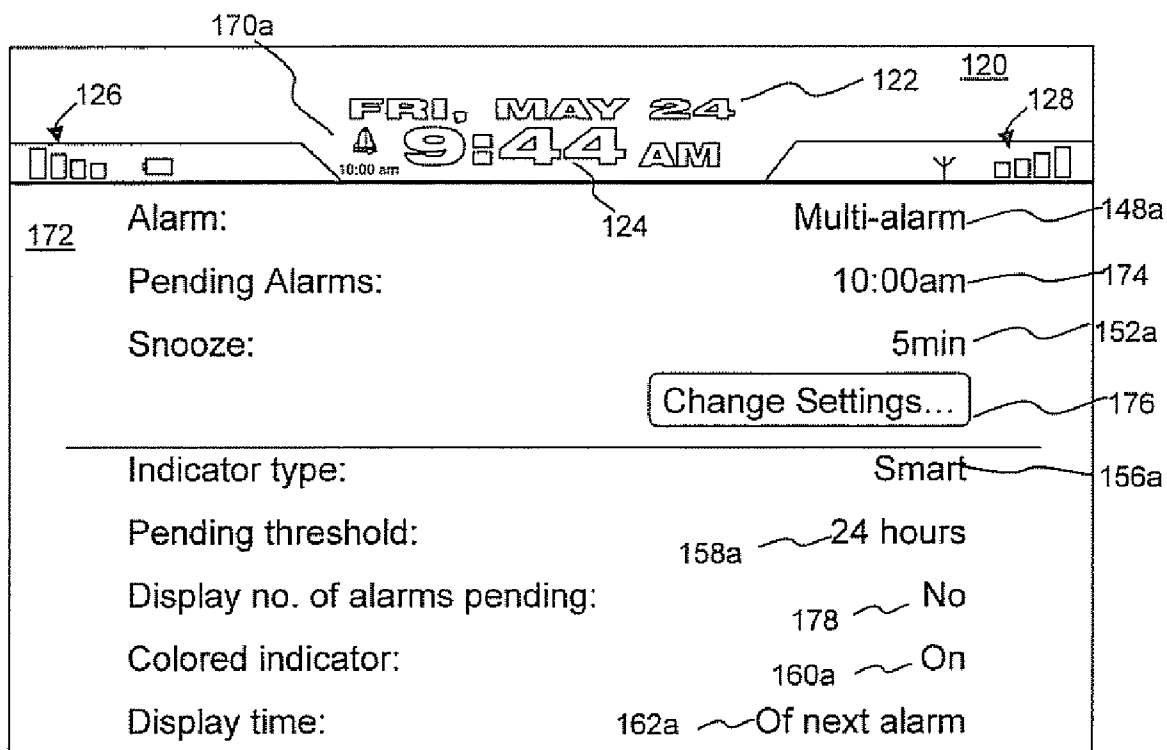 170a
120
122
126
128
FRI, MAY 24
10:00 am
9:44 AM
124
172
Alarm: Multi-alarm 148a
Pending Alarms: 10:00am 174
Snooze: 5min 152a
Change Settings... 176
Indicator type: Smart 156a
Pending threshold: 158a 24 hours
Display no. of alarms pending: 178 No
Colored indicator: 160a On
Display time: 162a Of next alarm